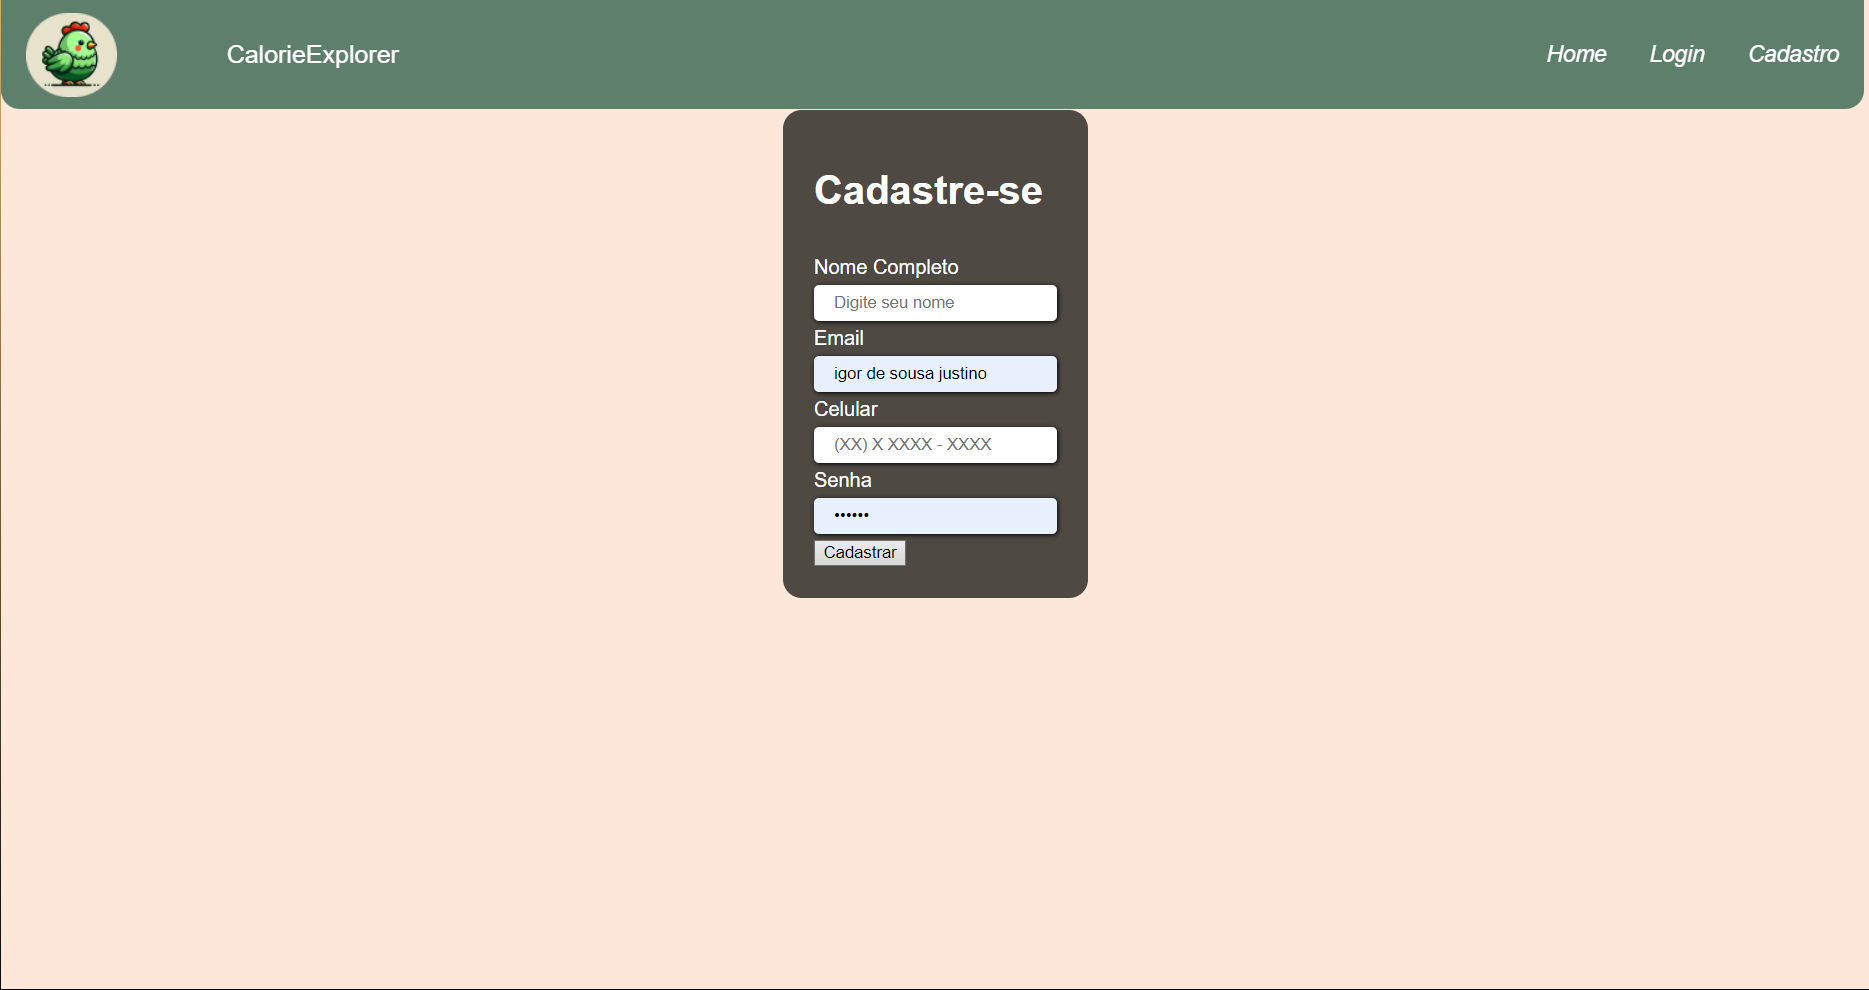 CalorieExplorer
Home Login Cadastro
Cadastre-se
Nome Completo
Digite seu nome
Email
igor de sousa justino
Celular
(XX) X XXXX - XXXX
Senha
••••••
Cadastrar